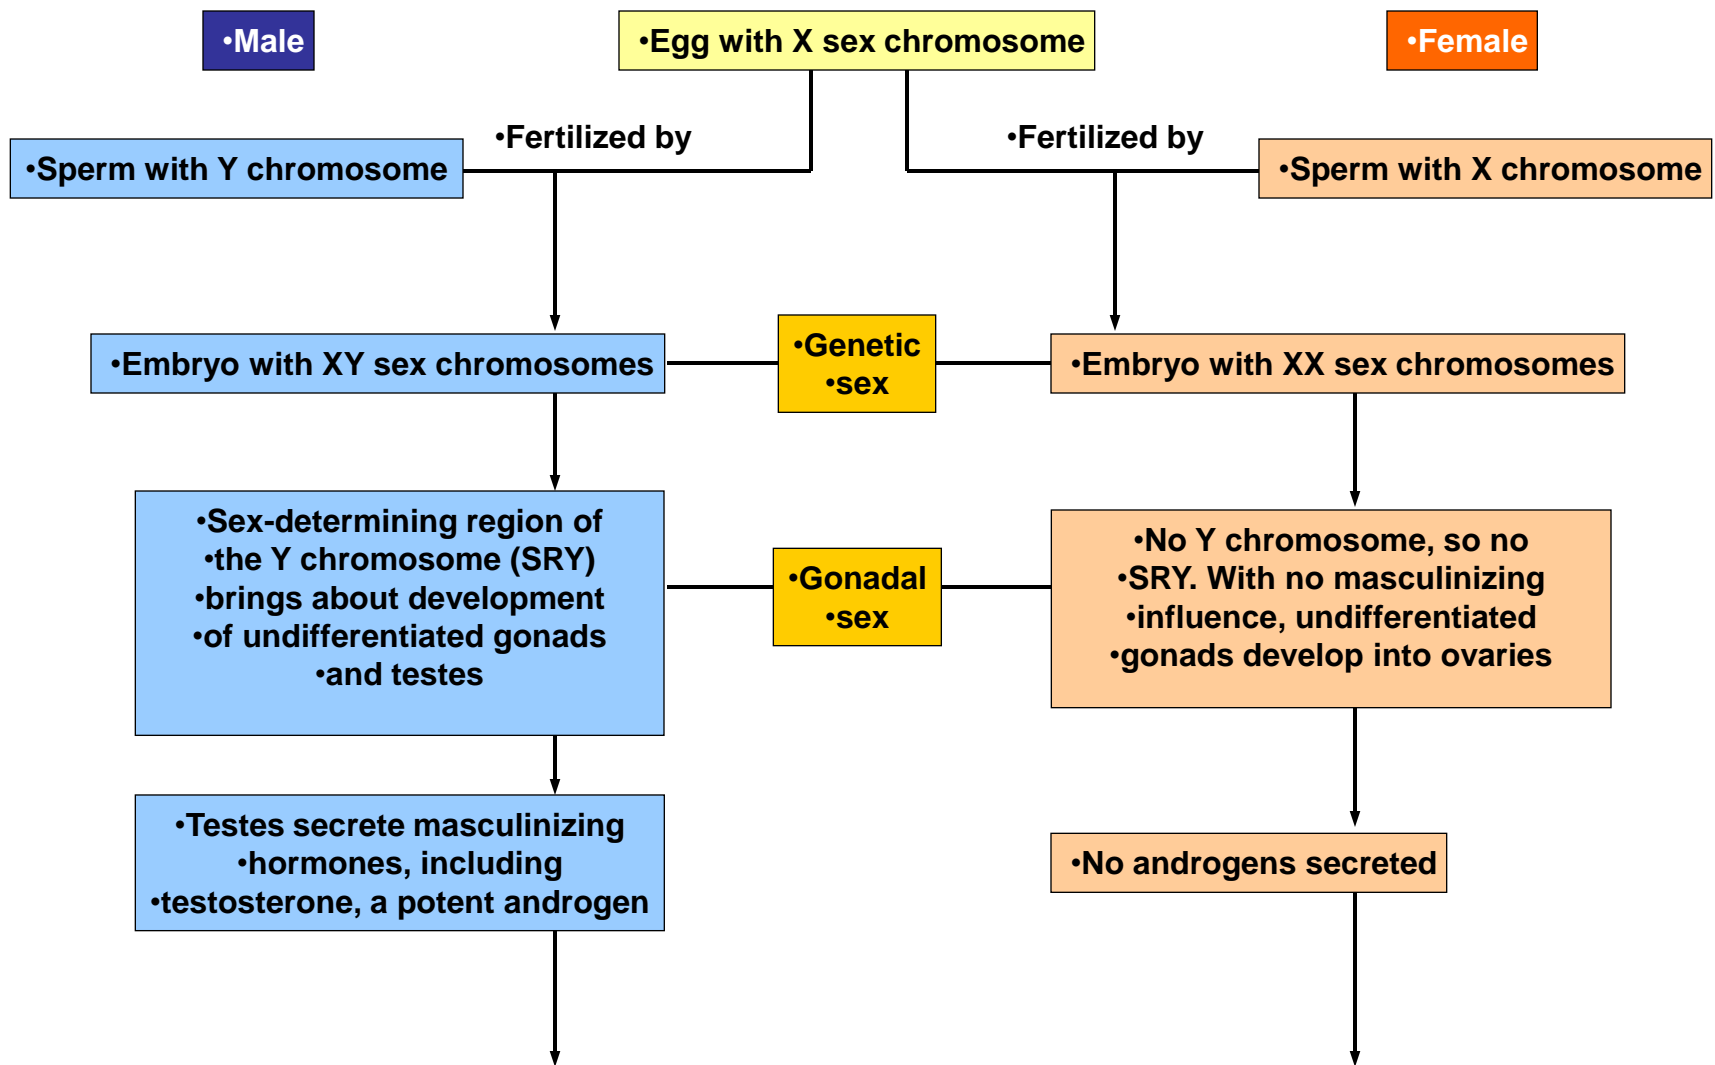 •Male
•Egg with X sex chromosome
•Female
•Fertilized by
•Fertilized by
•Sperm with Y chromosome
•Sperm with X chromosome
•Embryo with XY sex chromosomes
•Genetic
•sex
•Embryo with XX sex chromosomes
•Sex-determining region of
•the Y chromosome (SRY)
•brings about development
•of undifferentiated gonads
•and testes
•Gonadal
•sex
•No Y chromosome, so no
•SRY. With no masculinizing
•influence, undifferentiated
•gonads develop into ovaries
•Testes secrete masculinizing
•hormones, including
•testosterone, a potent androgen
•No androgens secreted